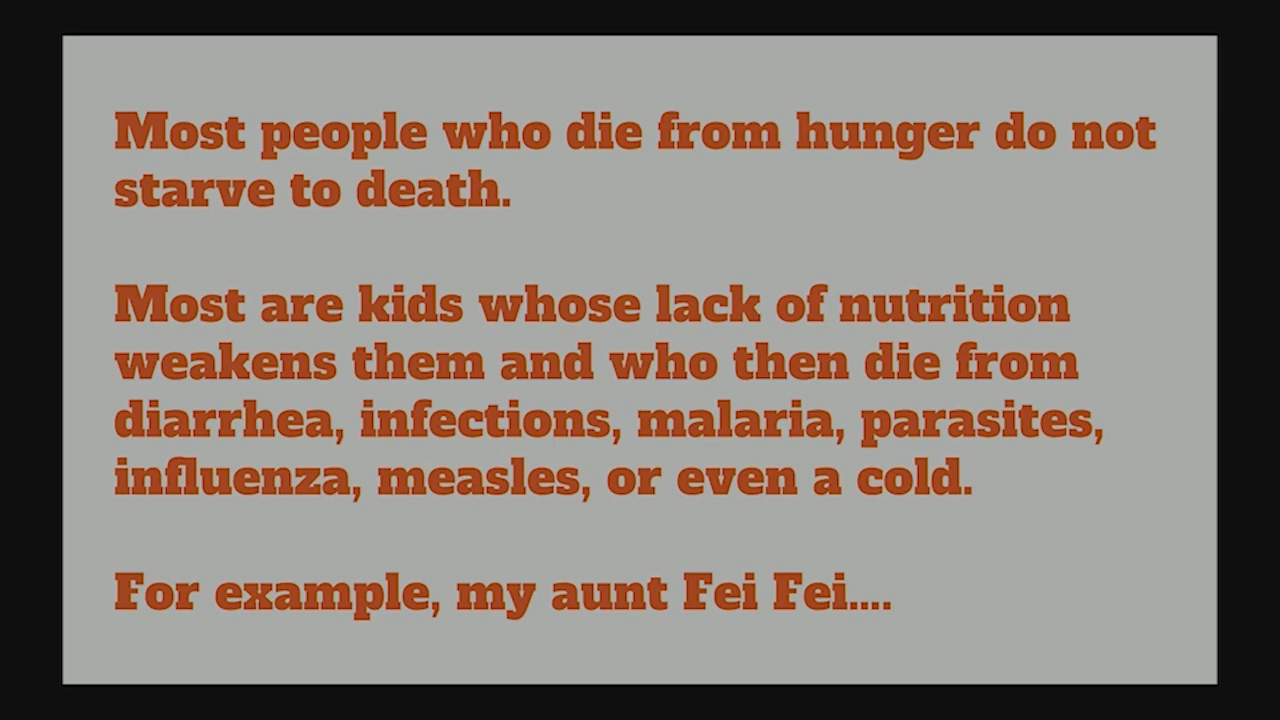 Most people who die from hunger do not
starve to death.
Most are kids whose lack of nutrition
weakens them and who then die from
diarrhea, infections, malaria, parasites,
influenza, measles, or even a cold.
For example, my aunt Fei Fei....